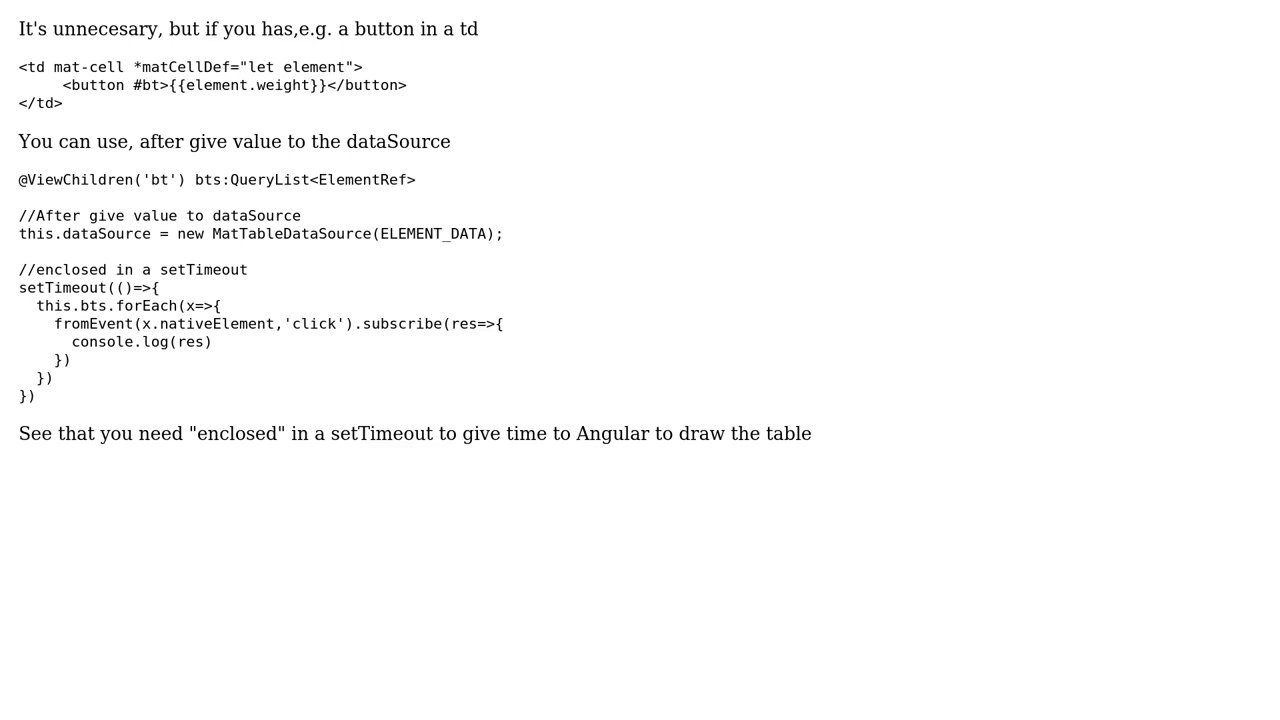 It's unnecesary, but if you has,e.g. a button in a td
<td mat-cell *matCellDef="let element">
     <button #bt>{{element.weight}}</button>
</td>
You can use, after give value to the dataSource
@ViewChildren('bt') bts:QueryList<ElementRef>
//After give value to dataSource
this.dataSource = new MatTableDataSource(ELEMENT_DATA);
//enclosed in a setTimeout
setTimeout(()=>{
  this.bts.forEach(x=>{
    fromEvent(x.nativeElement,'click').subscribe(res=>{
      console.log(res)
    })
  })
})
See that you need "enclosed" in a setTimeout to give time to Angular to draw the table